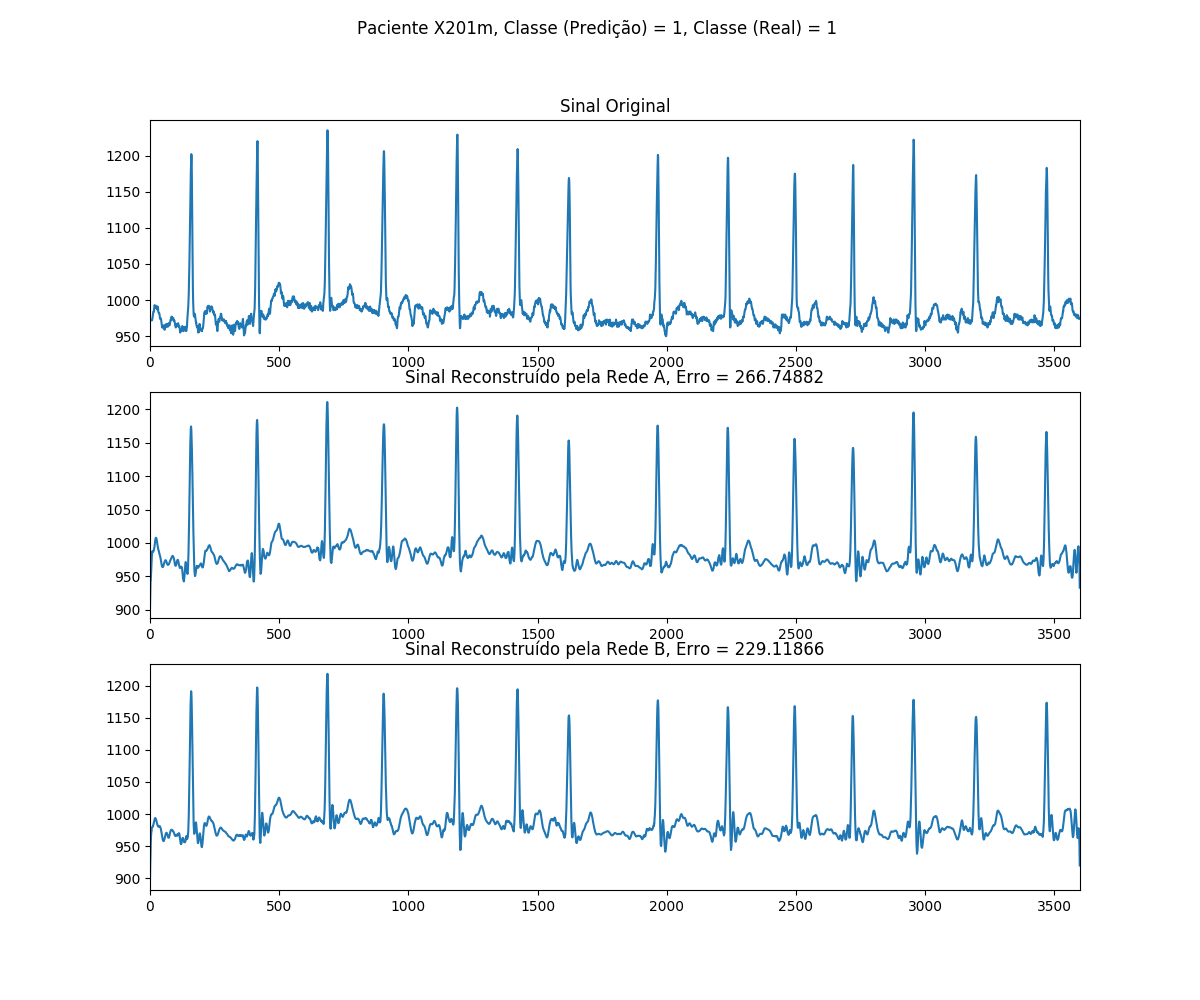 Paciente X201m, Classe (Predição) = 1, Classe (Real) = 1
Sinal Original
1200
1150
1100
1050
1000
950
0 500 1000 1500 2000 2500 3000 3500
Sinal Reconstruído pela Rede A, Erro = 266.74882
1200
1150
1100
1050
1000
950
900
0 500 1000 1500 2000 2500 3000 3500
Sinal Reconstruído pela Rede B, Erro = 229.11866
1200
1150
1100
1050
1000
950
900
0 500 1000 1500 2000 2500 3000 3500